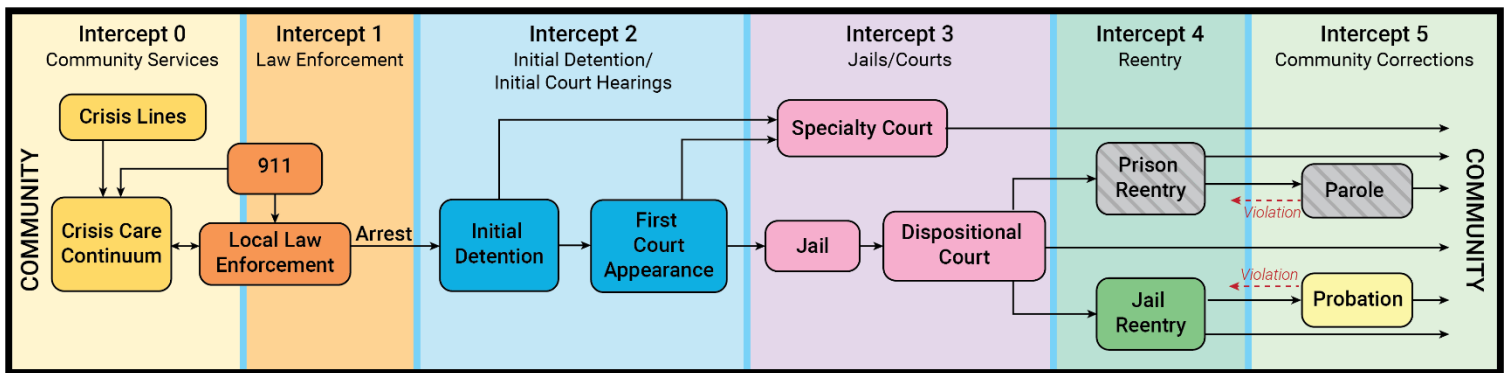 Intercept 0
Community Services
Intercept 1
Law Enforcement
Intercept 2
Initial Detention/
Initial Court Hearings
Intercept 3
Jails/Courts
Intercept 4
Reentry
Intercept 5
Community Corrections
COMMUNITY
Crisis Lines
911
Crisis Care
Continuum
Local Law
Enforcement
Arrest
Initial
Detention
First
Court
Appearance
Specialty Court
Jail
Dispositional
Court
Prison
Reentry
Parole
Violation
Violation
Jail
Reentry
Probation
COMMUNITY